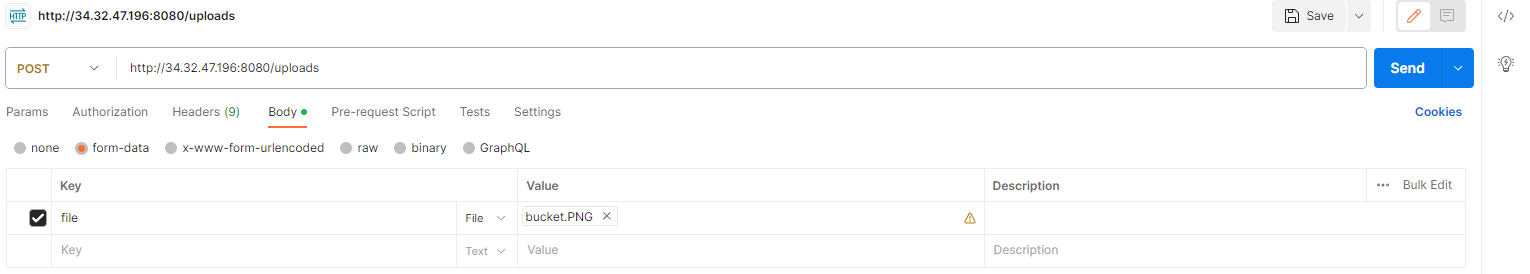 HTTP http://34.32.47.196:8080/uploads Save
POST http://34.32.47.196:8080/uploads Send
Params Authorization Headers (9) Body Pre-request Script Tests Settings Cookies
none form-data x-www-form-urlencoded raw binary GraphQL
Key Value Description Bulk Edit
file File bucket.PNG
Key Text Value Description